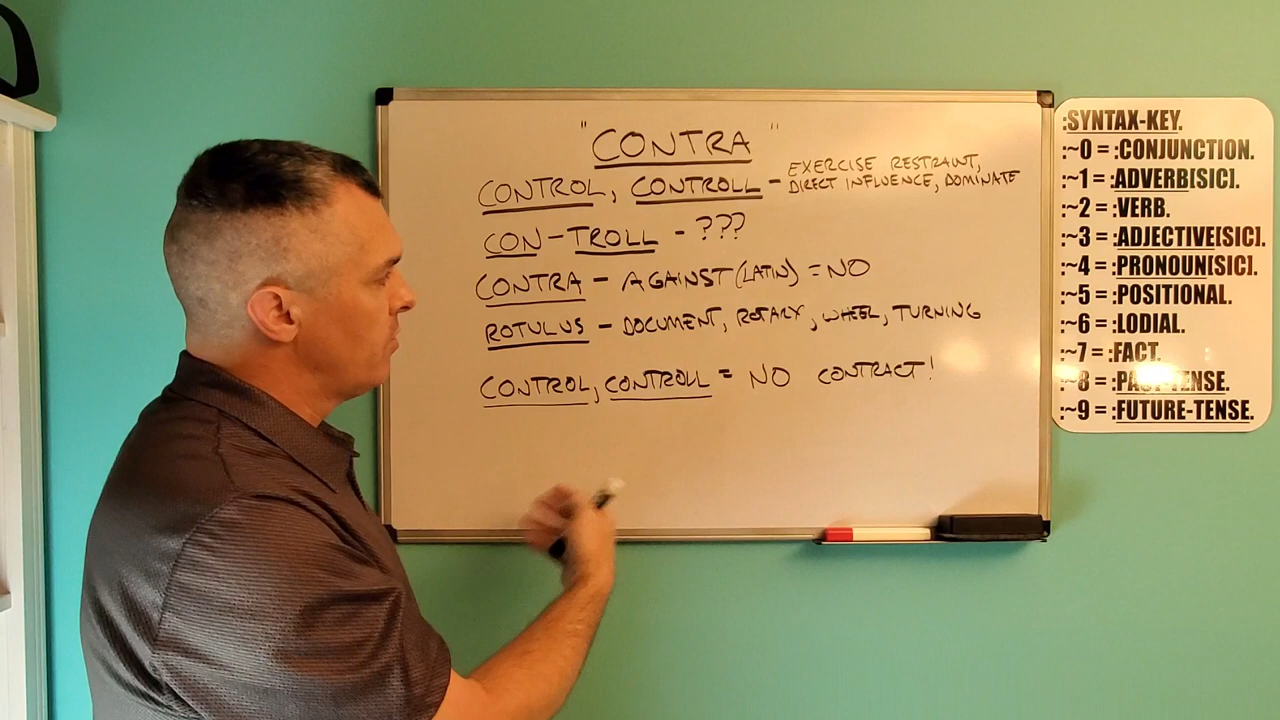 "CONTRA"
CONTROL, CONTROLL - EXERCISE RESTRAINT,
DIRECT INFLUENCE, DOMINATE
CON-TROLL - ???
CONTRA - AGAINST (LATIN) = NO
ROTULUS - DOCUMENT, ROTARY, WHEEL, TURNING
CONTROL, CONTROLL = NO CONTRACT!
:SYNTAX-KEY.
:~0 = :CONJUNCTION.
:~1 = :ADVERB[SIC].
:~2 = :VERB.
:~3 = :ADJECTIVE[SIC].
:~4 = :PRONOUN[SIC].
:~5 = :POSITIONAL.
:~6 = :LODIAL.
:~7 = :FACT.
:~8 = :PAST-TENSE.
:~9 = :FUTURE-TENSE.